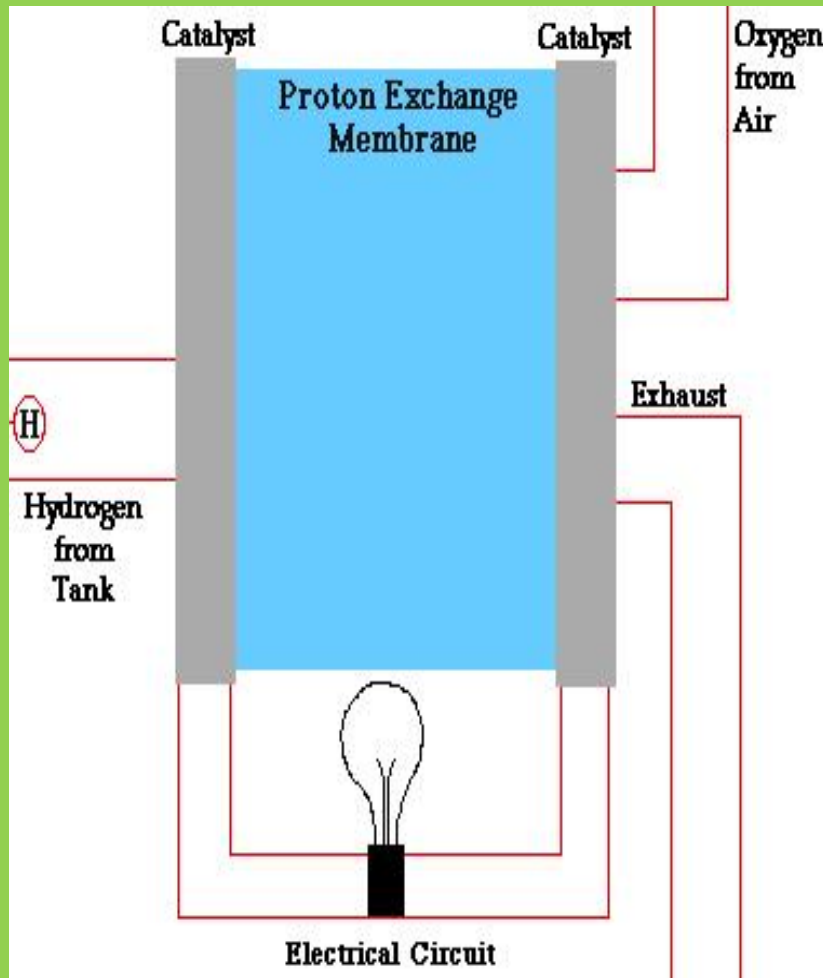 Catalyst
Catalyst
Oxygen
from
Air
Proton Exchange
Membrane
Exhaust
H
Hydrogen
from
Tank
Electrical Circuit